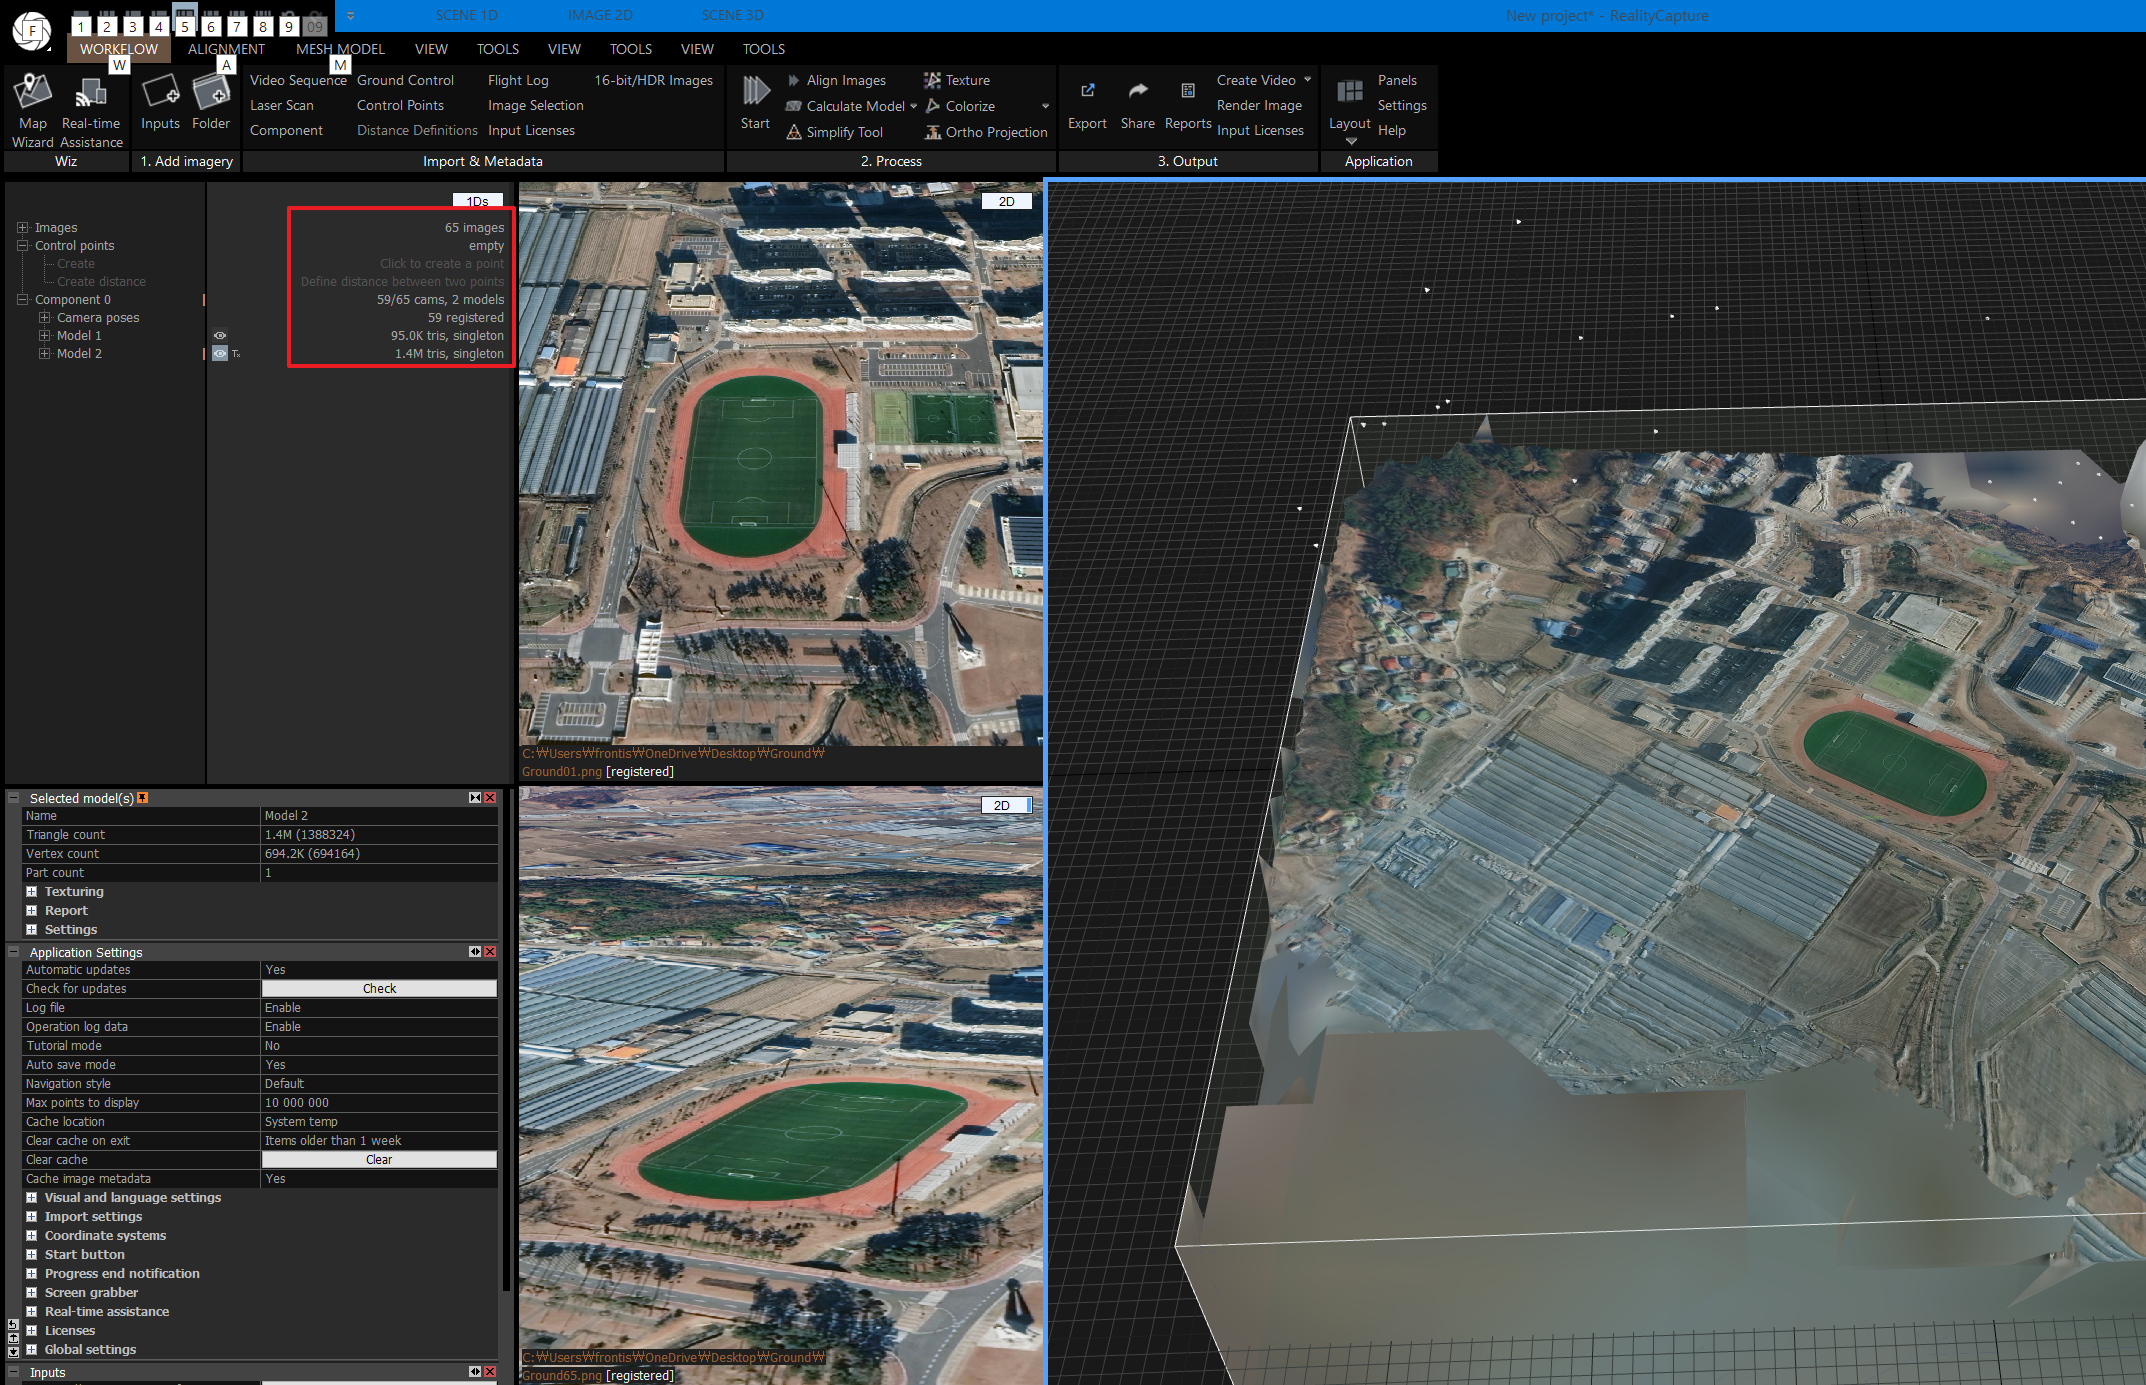 SCENE 1D
IMAGE 2D
SCENE 3D
New project* - RealityCapture
F
1
2
3
4
5
6
7
8
9
09
WORKFLOW
ALIGNMENT
MESH MODEL
VIEW
TOOLS
VIEW
TOOLS
VIEW
TOOLS
W
A
M
Map Wizard
Real-time Assistance
Wiz
Inputs
Folder
1. Add imagery
Video Sequence
Laser Scan
Component
Ground Control
Control Points
Distance Definitions
Flight Log
Image Selection
Input Licenses
16-bit/HDR Images
Import & Metadata
Start
Align Images
Calculate Model
Simplify Tool
Texture
Colorize
Ortho Projection
2. Process
Export
Share
Reports
Create Video
Render Image
Input Licenses
3. Output
Layout
Panels
Settings
Help
Application
1Ds
Images 65 images
Control points empty
Create Click to create a point
Create distance Define distance between two points
Component 0 59/65 cams, 2 models
Camera poses 59 registered
Model 1 95.0K tris, singleton
Model 2 Tx 1.4M tris, singleton
2D
C:₩Users₩frontis₩OneDrive₩Desktop₩Ground₩
Ground01.png [registered]
2D
C:₩Users₩frontis₩OneDrive₩Desktop₩Ground₩
Ground65.png [registered]
Selected model(s)
Name Model 2
Triangle count 1.4M (1388324)
Vertex count 694.2K (694164)
Part count 1
Texturing
Report
Settings
Application Settings
Automatic updates Yes
Check for updates Check
Log file Enable
Operation log data Enable
Tutorial mode No
Auto save mode Yes
Navigation style Default
Max points to display 10 000 000
Cache location System temp
Clear cache on exit Items older than 1 week
Clear cache Clear
Cache image metadata Yes
Visual and language settings
Import settings
Coordinate systems
Start button
Progress end notification
Screen grabber
Real-time assistance
Licenses
Global settings
Inputs